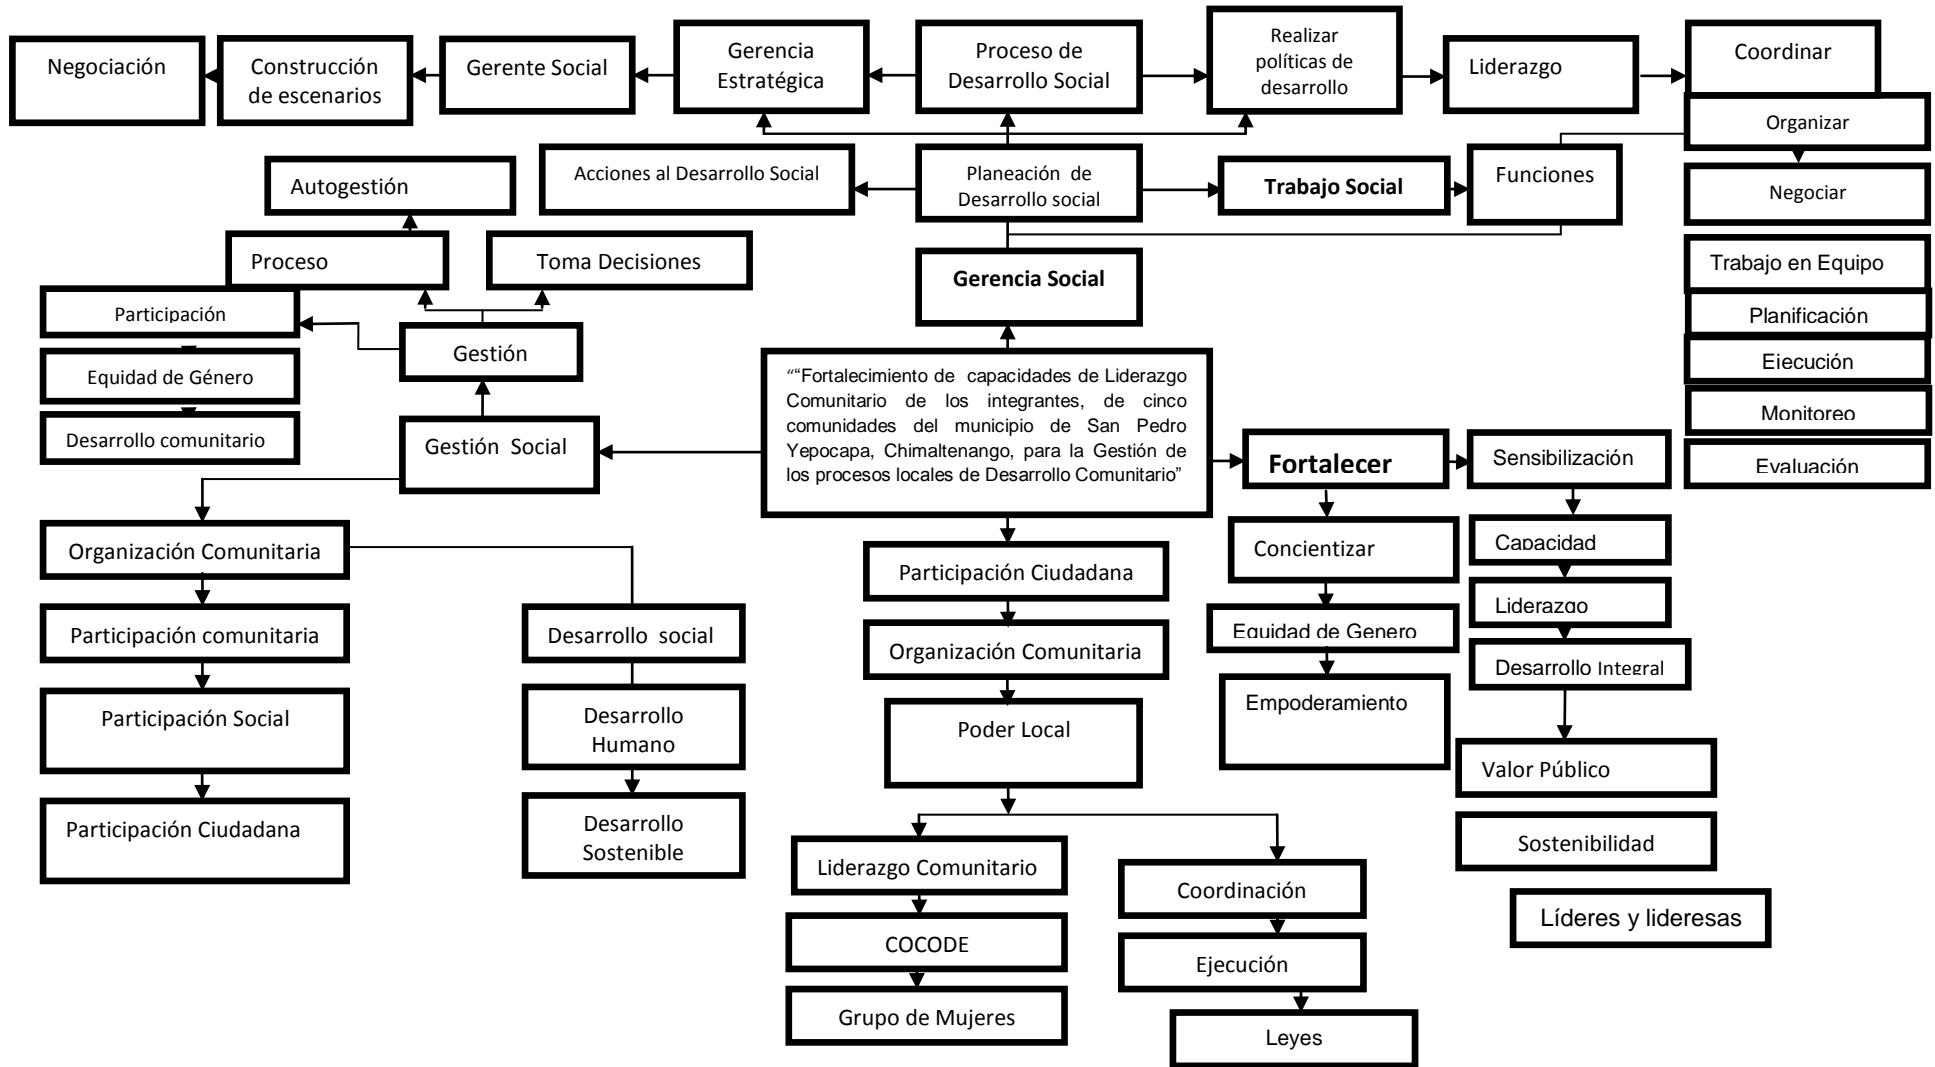 Negociación
Construcción
de escenarios
Gerente Social
Gerencia
Estratégica
Proceso de
Desarrollo Social
Realizar
políticas de
desarrollo
Liderazgo
Coordinar
Organizar
Negociar
Trabajo en Equipo
Planificación
Ejecución
Monitoreo
Evaluación
Acciones al Desarrollo Social
Planeación de
Desarrollo social
Trabajo Social
Funciones
Autogestión
Proceso
Toma Decisiones
Gerencia Social
Participación
Equidad de Género
Desarrollo comunitario
Gestión
Gestión Social
““Fortalecimiento de capacidades de Liderazgo
Comunitario de los integrantes, de cinco
comunidades del municipio de San Pedro
Yepocapa, Chimaltenango, para la Gestión de
los procesos locales de Desarrollo Comunitario”
Fortalecer
Sensibilización
Concientizar
Capacidad
Equidad de Genero
Liderazgo
Empoderamiento
Desarrollo Integral
Valor Público
Sostenibilidad
Líderes y lideresas
Organización Comunitaria
Participación comunitaria
Participación Social
Participación Ciudadana
Desarrollo social
Desarrollo
Humano
Desarrollo
Sostenible
Participación Ciudadana
Organización Comunitaria
Poder Local
Liderazgo Comunitario
COCODE
Grupo de Mujeres
Coordinación
Ejecución
Leyes